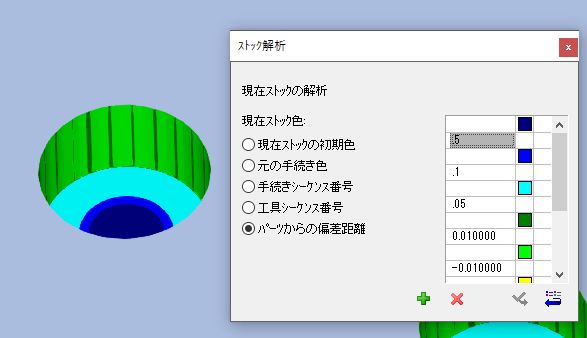 ストック解析
現在ストックの解析
現在ストック色:
現在ストックの初期色
元の手続き色
手続きシーケンス番号
工具シーケンス番号
パーツからの偏差距離
.5
.1
.05
0.010000
-0.010000